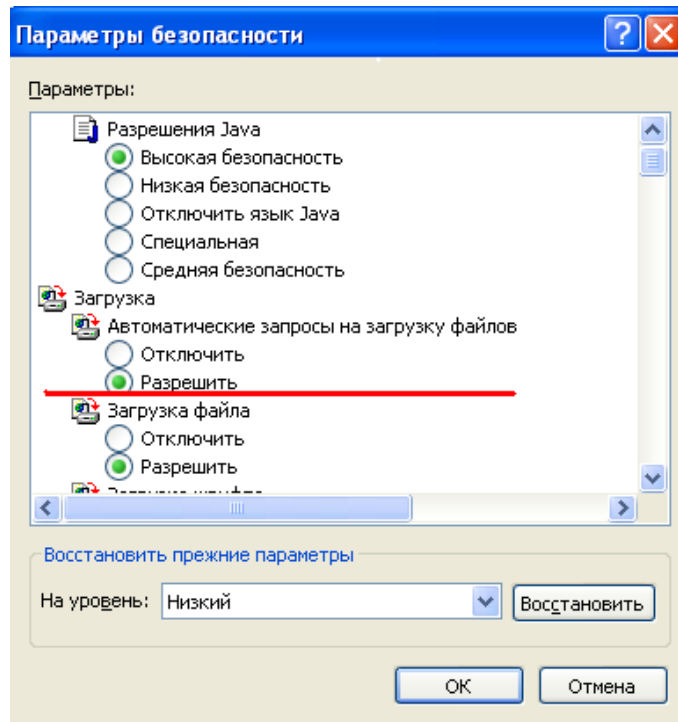 Параметры безопасности
Параметры:
Разрешения Java
Высокая безопасность
Низкая безопасность
Отключить язык Java
Специальная
Средняя безопасность
Загрузка
Автоматические запросы на загрузку файлов
Отключить
Разрешить
Загрузка файла
Отключить
Разрешить
Восстановить прежние параметры
На уровень: Низкий Восстановить
ОК Отмена